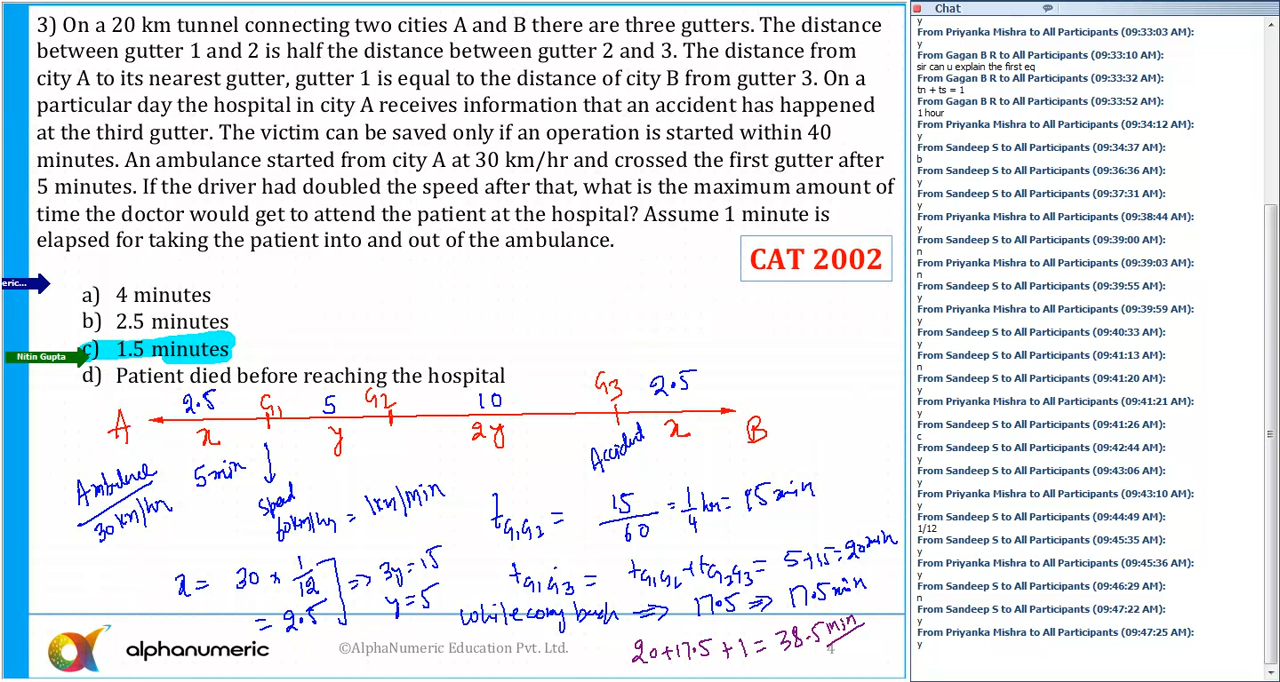 3) On a 20 km tunnel connecting two cities A and B there are three gutters. The distance
between gutter 1 and 2 is half the distance between gutter 2 and 3. The distance from
city A to its nearest gutter, gutter 1 is equal to the distance of city B from gutter 3. On a
particular day the hospital in city A receives information that an accident has happened
at the third gutter. The victim can be saved only if an operation is started within 40
minutes. An ambulance started from city A at 30 km/hr and crossed the first gutter after
5 minutes. If the driver had doubled the speed after that, what is the maximum amount of
time the doctor would get to attend the patient at the hospital? Assume 1 minute is
elapsed for taking the patient into and out of the ambulance.
CAT 2002
eric...
a) 4 minutes
b) 2.5 minutes
Nitin Gupta
c) 1.5 minutes
d) Patient died before reaching the hospital
2.5 G1 5 G2 10 G3 2.5
A x y 2y x B
Accident
Ambulence
30 km/hr
5 min
speed
60 km/hr = 1 km/min
t G1G2 = 15/60 = 1/4 hr = 15 min
x = 30 × 1/12
= 2.5
⇒ 3y = 15
y = 5
t G1G3 = t G1G2 + t G2G3 = 5+15 = 20 min
while comg back ⇒ 17.5 ⇒ 17.5 min
20+17.5+1 = 38.5 min
alphanumeric
©AlphaNumeric Education Pvt. Ltd.
4
Chat
y
From Priyanka Mishra to All Participants (09:33:03 AM):
y
From Gagan B R to All Participants (09:33:10 AM):
sir can u explain the first eq
From Gagan B R to All Participants (09:33:32 AM):
tn + ts = 1
From Gagan B R to All Participants (09:33:52 AM):
1 hour
From Priyanka Mishra to All Participants (09:34:12 AM):
y
From Sandeep S to All Participants (09:34:37 AM):
b
From Sandeep S to All Participants (09:36:36 AM):
y
From Sandeep S to All Participants (09:37:31 AM):
y
From Priyanka Mishra to All Participants (09:38:44 AM):
y
From Sandeep S to All Participants (09:39:00 AM):
n
From Priyanka Mishra to All Participants (09:39:03 AM):
n
From Sandeep S to All Participants (09:39:55 AM):
y
From Priyanka Mishra to All Participants (09:39:59 AM):
y
From Sandeep S to All Participants (09:40:33 AM):
y
From Sandeep S to All Participants (09:41:13 AM):
n
From Priyanka Mishra to All Participants (09:41:20 AM):
y
From Priyanka Mishra to All Participants (09:41:21 AM):
y
From Sandeep S to All Participants (09:41:26 AM):
c
From Sandeep S to All Participants (09:42:44 AM):
y
From Sandeep S to All Participants (09:43:06 AM):
y
From Priyanka Mishra to All Participants (09:43:10 AM):
y
From Sandeep S to All Participants (09:44:49 AM):
1/12
From Sandeep S to All Participants (09:45:35 AM):
y
From Priyanka Mishra to All Participants (09:45:36 AM):
y
From Sandeep S to All Participants (09:46:29 AM):
n
From Sandeep S to All Participants (09:47:22 AM):
y
From Priyanka Mishra to All Participants (09:47:25 AM):
y